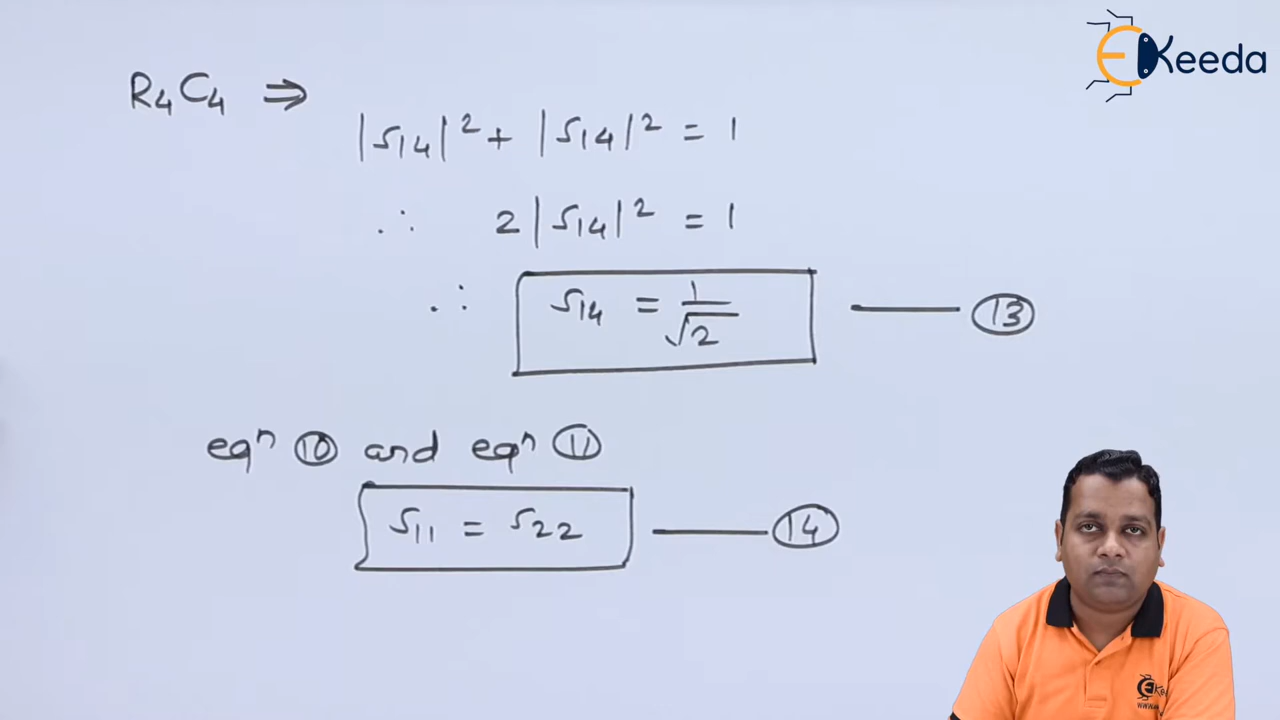 EKeeda
R₄C₄ ⇒
|S₁₄|² + |S₁₄|² = 1
∴ 2|S₁₄|² = 1
∴ S₁₄ = 1/√2 —— ⑬
eqⁿ ⑩ and eqⁿ ⑪
S₁₁ = S₂₂ —— ⑭